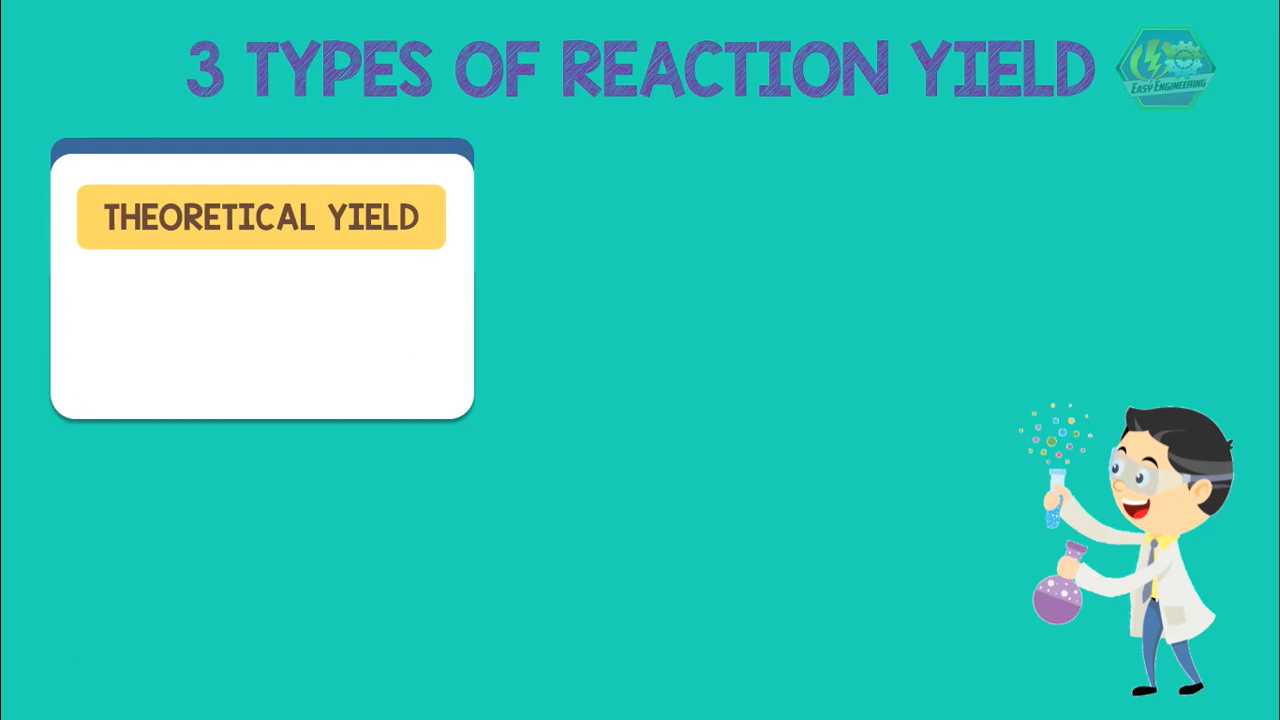 3 TYPES OF REACTION YIELD
EASY ENGINEERING
THEORETICAL YIELD